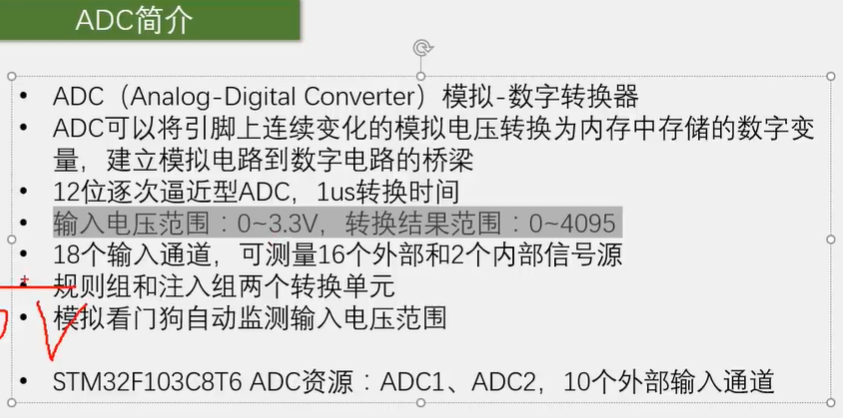 ADC简介
• ADC（Analog-Digital Converter）模拟-数字转换器
• ADC可以将引脚上连续变化的模拟电压转换为内存中存储的数字变
量，建立模拟电路到数字电路的桥梁
• 12位逐次逼近型ADC，1us转换时间
• 输入电压范围：0~3.3V，转换结果范围：0~4095
• 18个输入通道，可测量16个外部和2个内部信号源
• 规则组和注入组两个转换单元
• 模拟看门狗自动监测输入电压范围
• STM32F103C8T6 ADC资源：ADC1、ADC2，10个外部输入通道